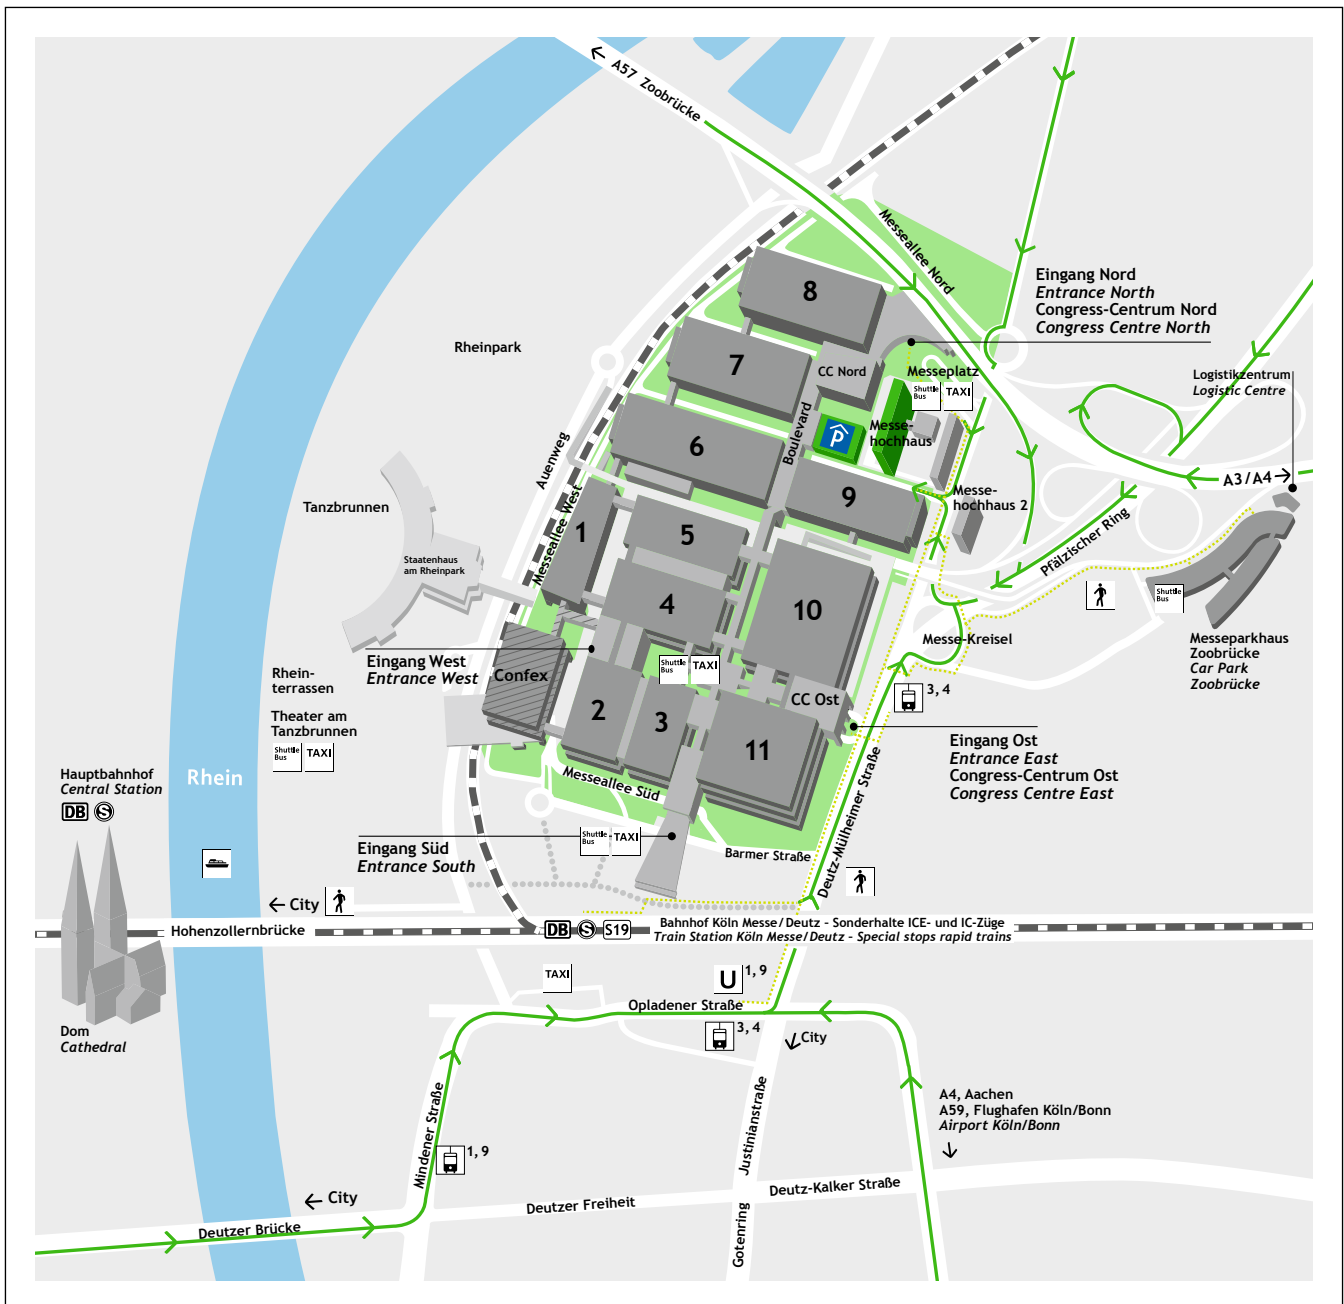 A57 Zoobrücke
Messeallee Nord
Eingang Nord
Entrance North
Congress-Centrum Nord
Congress Centre North
8
Rheinpark
7
CC Nord
Messeplatz
Shuttle
Bus
TAXI
Logistikzentrum
Logistic Centre
Boulevard
P
Messe-
hochhaus
6
Auenweg
A3/A4
Tanzbrunnen
Messeallee West
9
Messe-
hochhaus 2
1
5
Pfälzischer Ring
Staatenhaus
am Rheinpark
4
10
Shuttle
Bus
Messe-Kreisel
Messeparkhaus
Zoobrücke
Car Park
Zoobrücke
Eingang West
Entrance West
Shuttle
Bus
TAXI
Confex
Rhein-
terrassen
Theater am
Tanzbrunnen
Shuttle
Bus
TAXI
3, 4
CC Ost
2
3
11
Eingang Ost
Entrance East
Congress-Centrum Ost
Congress Centre East
Hauptbahnhof
Central Station
DB
S
Rhein
Messeallee Süd
Deutz-Mülheimer Straße
Eingang Süd
Entrance South
Shuttle
Bus
TAXI
Barmer Straße
City
Hohenzollernbrücke
DB
S
S19
Bahnhof Köln Messe/Deutz - Sonderhalte ICE- und IC-Züge
Train Station Köln Messe/Deutz - Special stops rapid trains
TAXI
U
1, 9
Opladener Straße
3, 4
City
Dom
Cathedral
Mindener Straße
Justinianstraße
A4, Aachen
A59, Flughafen Köln/Bonn
Airport Köln/Bonn
1, 9
City
Deutz-Kalker Straße
Deutzer Freiheit
Deutzer Brücke
Gotenring